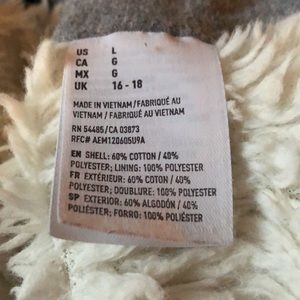 US L
CA G
MX G
UK 16 - 18
MADE IN VIETNAM/FABRIQUÉ AU
VIETNAM / FABRIQUÉ AU VIETNAM
RN 54485/CA 03873
RFC# AEM120605U9A
EN SHELL: 60% COTTON / 40%
POLYESTER; LINING: 100% POLYESTER
FR EXTÉRIEUR: 60% COTON / 40%
POLYESTER; DOUBLURE: 100% POLYESTER
SP EXTERIOR: 60% ALGODÓN / 40%
POLIÉSTER; FORRO: 100% POLIÉSTER